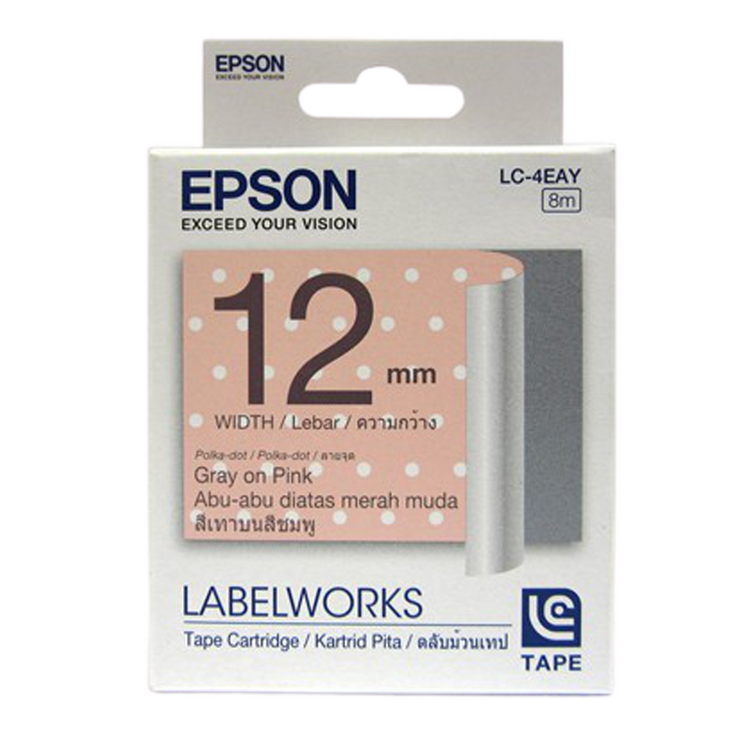 EPSON
EXCEED YOUR VISION
EPSON
EXCEED YOUR VISION
LC-4EAY
8m
12 mm
WIDTH / Lebar / ความกว้าง
Polka-dot / Polka-dot / ลายจุด
Gray on Pink
Abu-abu diatas merah muda
สีเทาบนสีชมพู
LABELWORKS
Tape Cartridge / Kartrid Pita / ตลับม้วนเทป
LC
TAPE